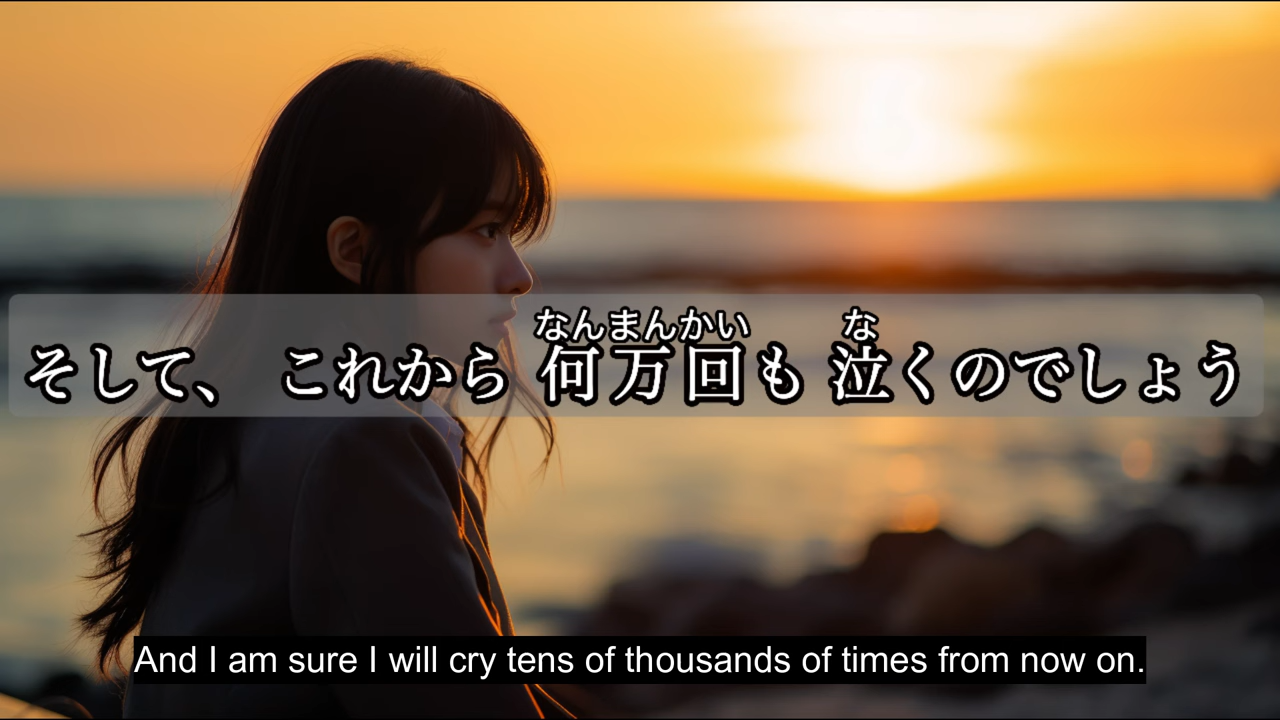 なんまんかい な
そして、 これから 何万回も 泣くのでしょう
And I am sure I will cry tens of thousands of times from now on.